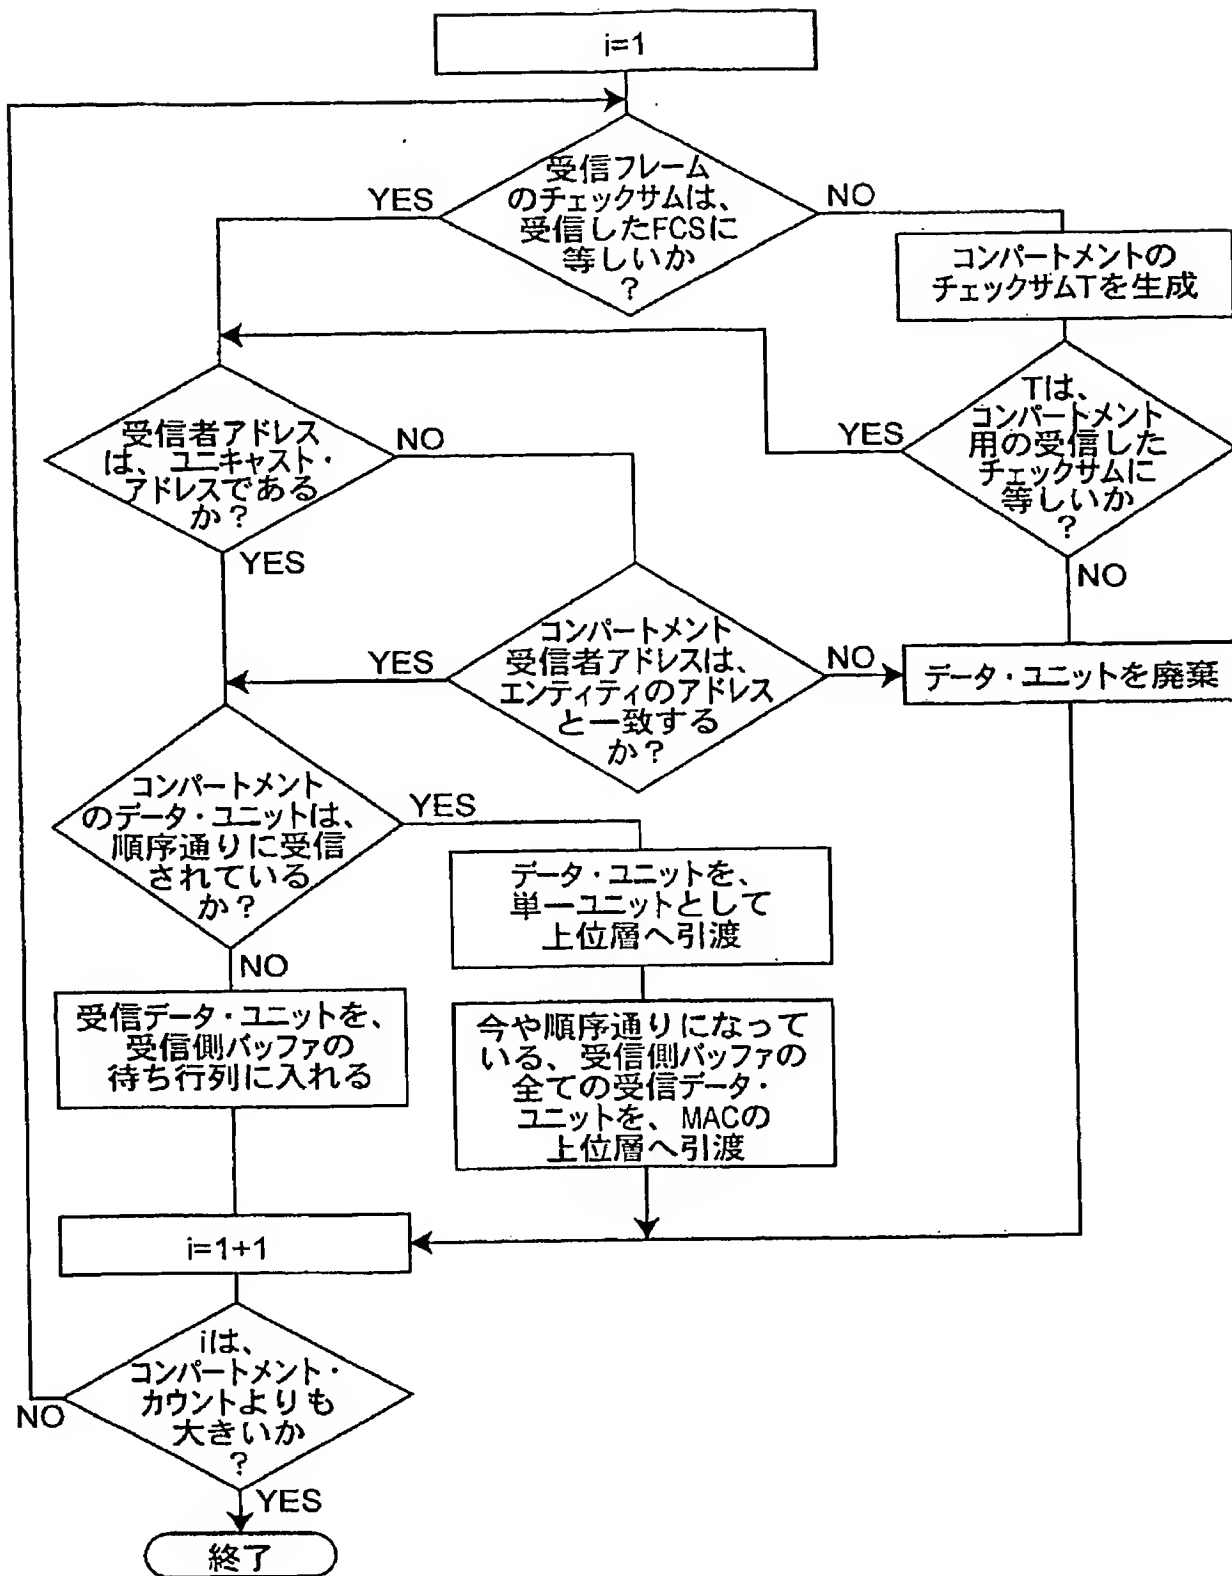 i=1
受信フレーム
のチェックサムは、
受信したFCSに
等しいか
?
YES
NO
コンパートメントの
チェックサムTを生成
Tは、
コンパートメント
用の受信した
チェックサムに
等しいか
?
YES
NO
受信者アドレス
は、ユニキャスト・
アドレスである
か?
NO
YES
コンパートメント
受信者アドレスは、
エンティティのアドレス
と一致する
か?
YES
NO
データ・ユニットを廃棄
コンパートメント
のデータ・ユニットは、
順序通りに受信
されている
か?
YES
NO
データ・ユニットを、
単一ユニットとして
上位層へ引渡
受信データ・ユニットを、
受信側バッファの
待ち行列に入れる
今や順序通りになって
いる、受信側バッファの
全ての受信データ・
ユニットを、MACの
上位層へ引渡
i=1+1
iは、
コンパートメント・
カウントよりも
大きいか
?
NO
YES
終了